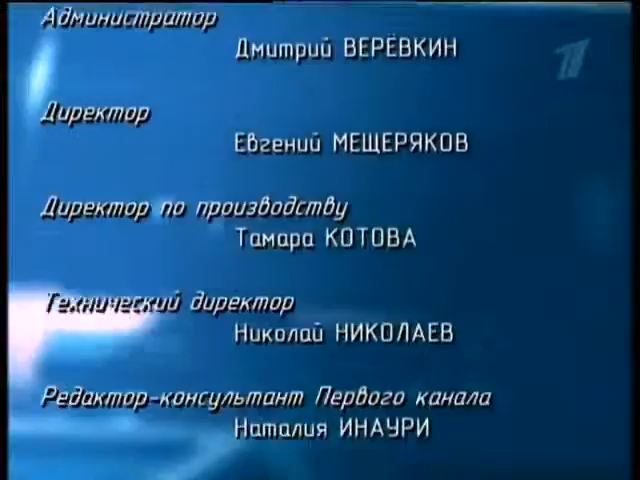 Администратор
Дмитрий ВЕРЁВКИН
Директор
Евгений МЕЩЕРЯКОВ
Директор по производству
Тамара КОТОВА
Технический директор
Николай НИКОЛАЕВ
Редактор-консультант Первого канала
Наталия ИНАУРИ